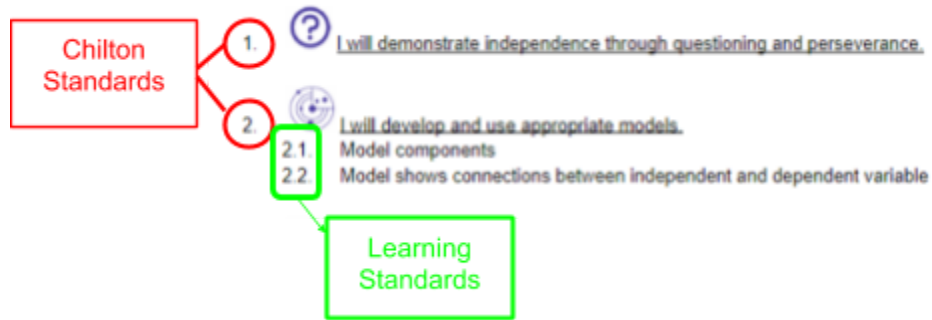 Chilton
Standards
1. I will demonstrate independence through questioning and perseverance.
2. I will develop and use appropriate models.
2.1. Model components
2.2. Model shows connections between independent and dependent variable
Learning
Standards